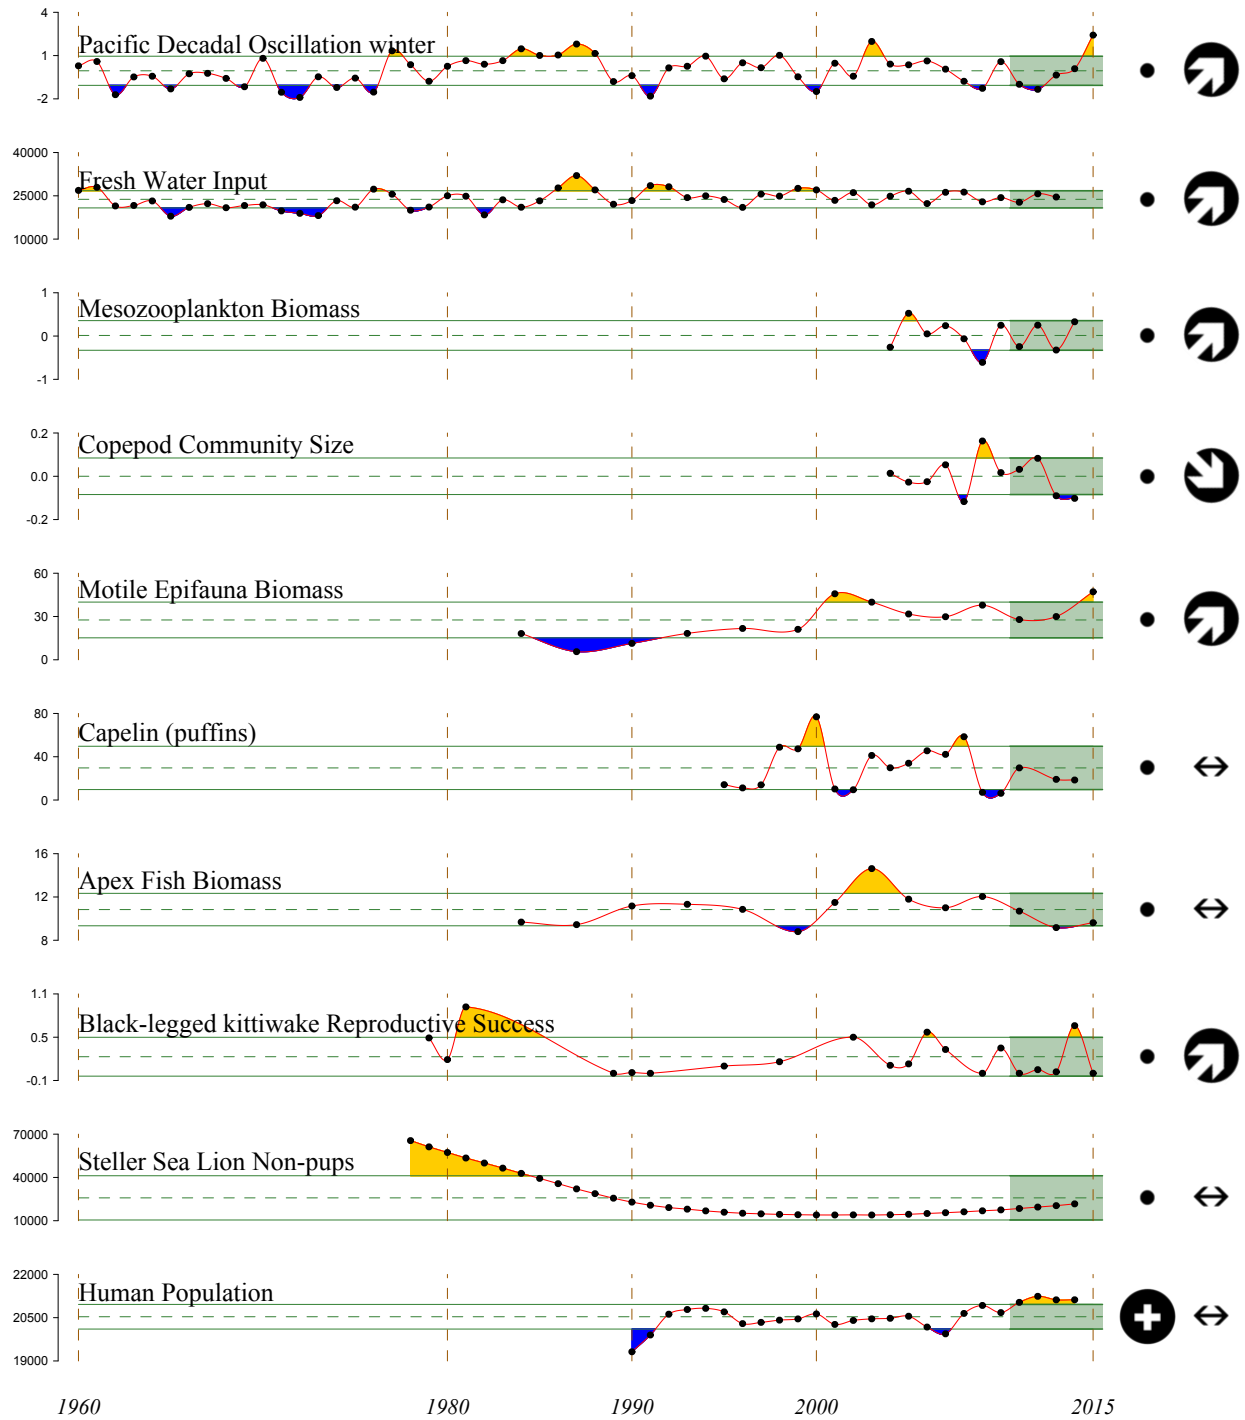 Pacific Decadal Oscillation winter
4
1
-2
Fresh Water Input
40000
25000
10000
Mesozooplankton Biomass
1
0
-1
Copepod Community Size
0.2
0.0
-0.2
Motile Epifauna Biomass
60
30
0
Capelin (puffins)
80
40
0
Apex Fish Biomass
16
12
8
Black-legged kittiwake Reproductive Success
1.1
0.5
-0.1
Steller Sea Lion Non-pups
70000
40000
10000
Human Population
22000
20500
19000
1960 1980 1990 2000 2015